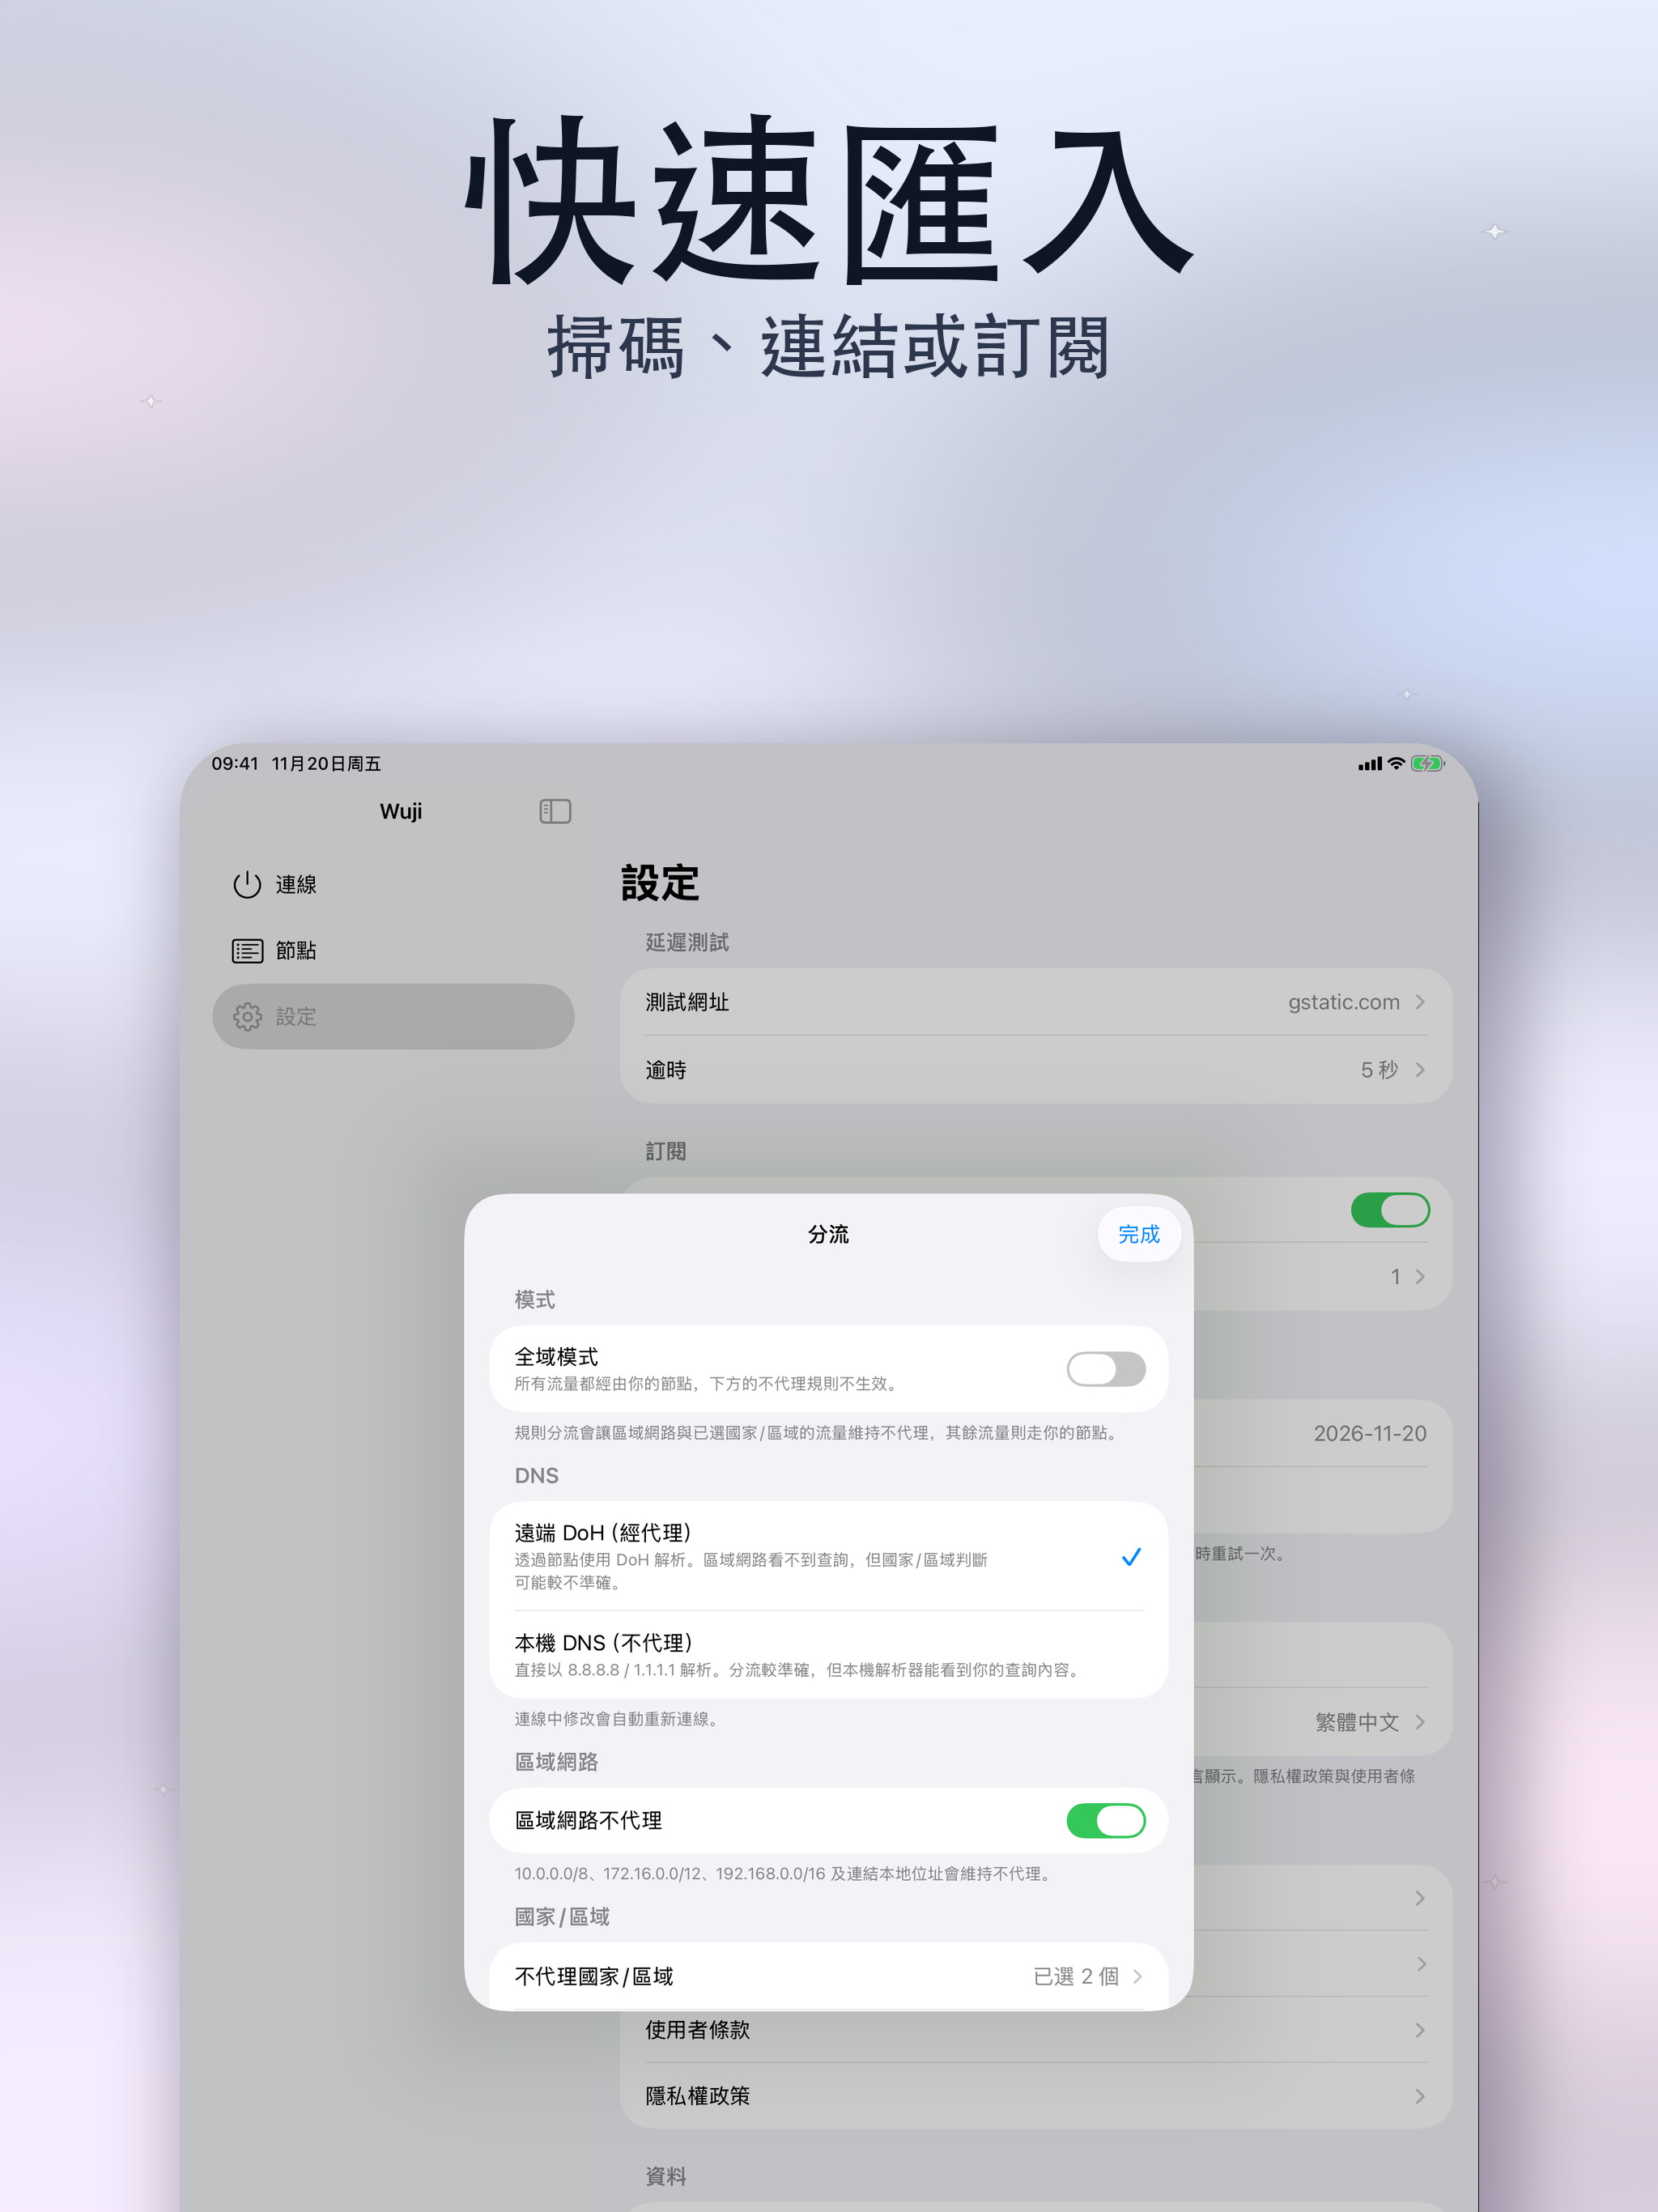 快速匯入
掃碼、連結或訂閱
09:41 11月20日周五
Wuji
連線
節點
設定
設定
延遲測試
測試網址 gstatic.com
逾時 5 秒
訂閱
1
2026-11-20
時重試一次。
繁體中文
言顯示。隱私權政策與使用者條
分流 完成
模式
全域模式
所有流量都經由你的節點，下方的不代理規則不生效。
規則分流會讓區域網路與已選國家/區域的流量維持不代理，其餘流量則走你的節點。
DNS
遠端 DoH (經代理)
透過節點使用 DoH 解析。區域網路看不到查詢，但國家/區域判斷
可能較不準確。
本機 DNS (不代理)
直接以 8.8.8.8 / 1.1.1.1 解析。分流較準確，但本機解析器能看到你的查詢內容。
連線中修改會自動重新連線。
區域網路
區域網路不代理
10.0.0.0/8、172.16.0.0/12、192.168.0.0/16 及連結本地位址會維持不代理。
國家/區域
不代理國家/區域 已選 2 個
使用者條款
隱私權政策
資料